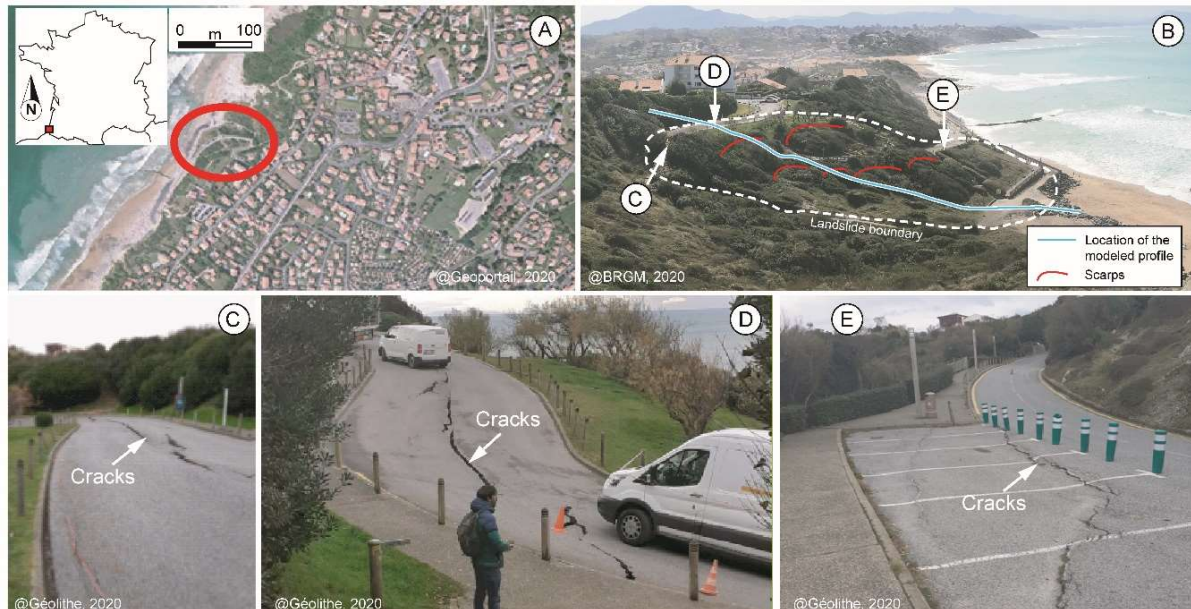 0 m 100
A
N
@Geoportail, 2020
B
D
E
C
Landslide boundary
@BRGM, 2020
Location of the
modeled profile
Scarps
C
Cracks
@Géolithe, 2020
D
Cracks
@Géolithe, 2020
E
Cracks
@Géolithe, 2020